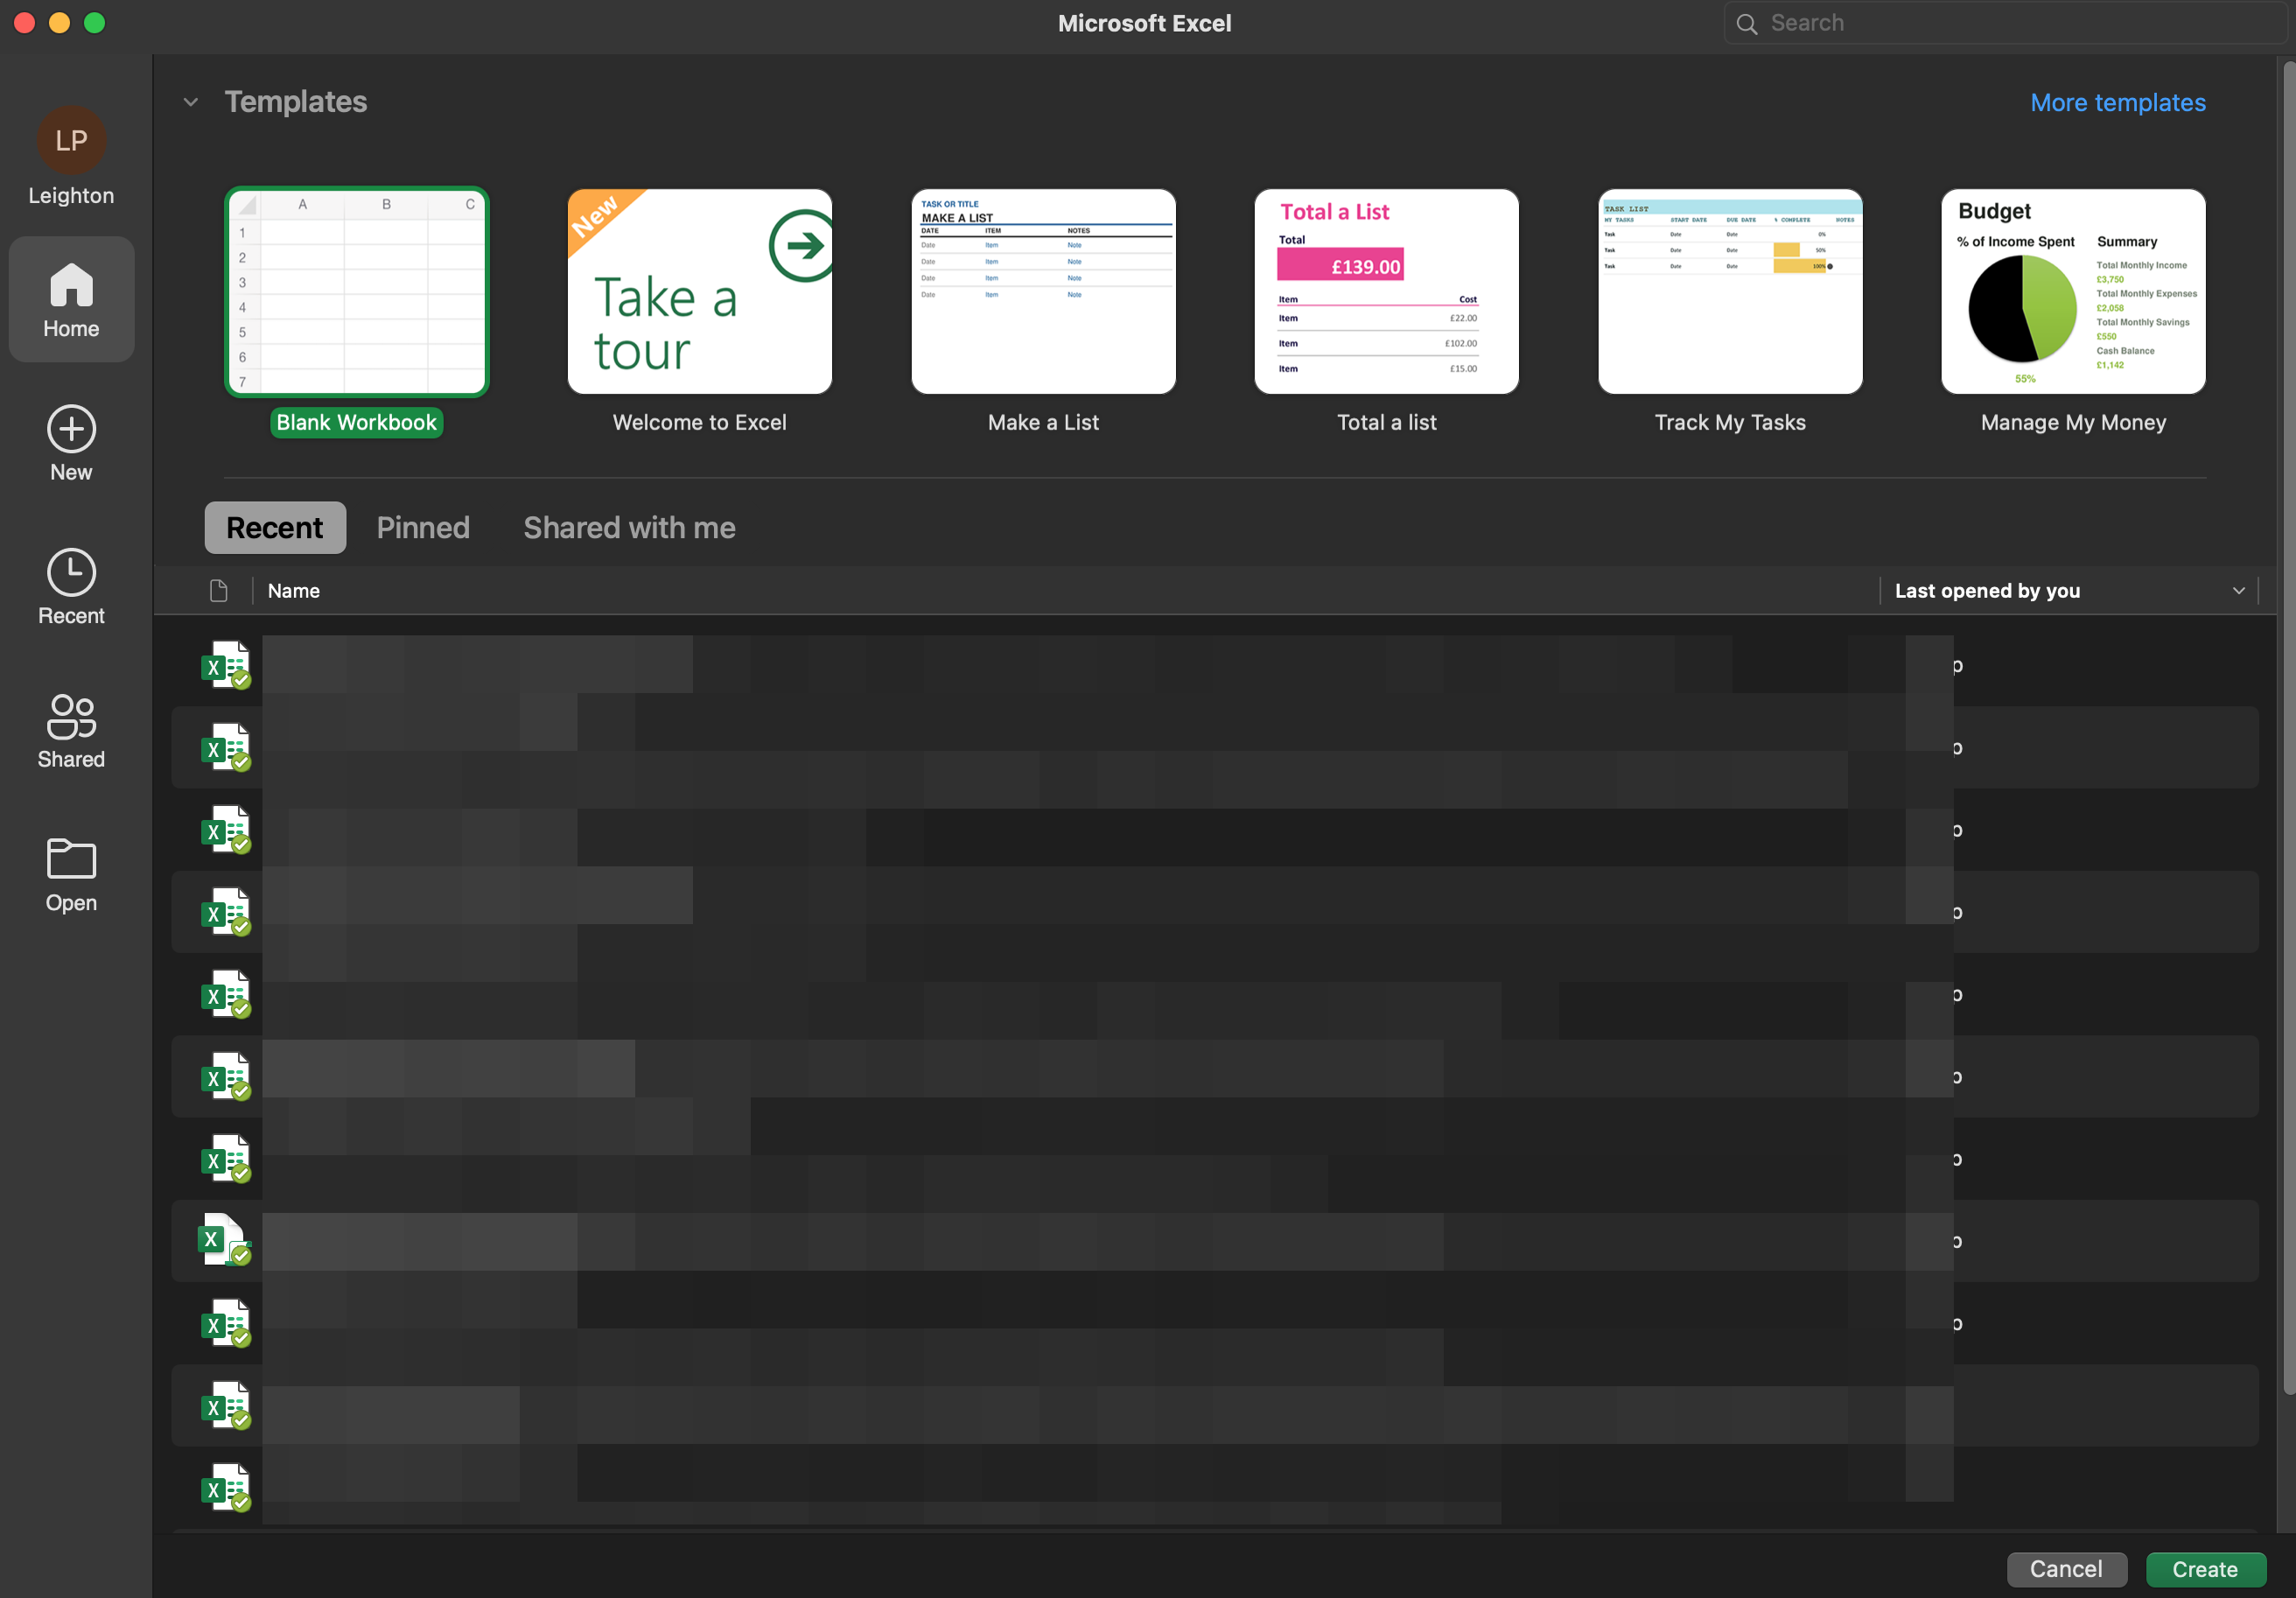 Microsoft Excel
Search
Templates
More templates
LP
Leighton
Home
New
Recent
Shared
Open
A B C
1
2
3
4
5
6
7
Blank Workbook
New
Take a
tour
Welcome to Excel
TASK OR TITLE
MAKE A LIST
DATE ITEM NOTES
Date Item Note
Date Item Note
Date Item Note
Date Item Note
Make a List
Total a List
Total
£139.00
Item Cost
Item £22.00
Item £102.00
Item £15.00
Total a list
TASK LIST
MY TASKS START DATE DUE DATE % COMPLETE NOTES
Task Date Date 0%
Task Date Date 50%
Task Date Date 100%
Track My Tasks
Budget
% of Income Spent
55%
Summary
Total Monthly Income
£3,750
Total Monthly Expenses
£2,058
Total Monthly Savings
£550
Cash Balance
£1,142
Manage My Money
Recent Pinned Shared with me
Name Last opened by you
Cancel Create